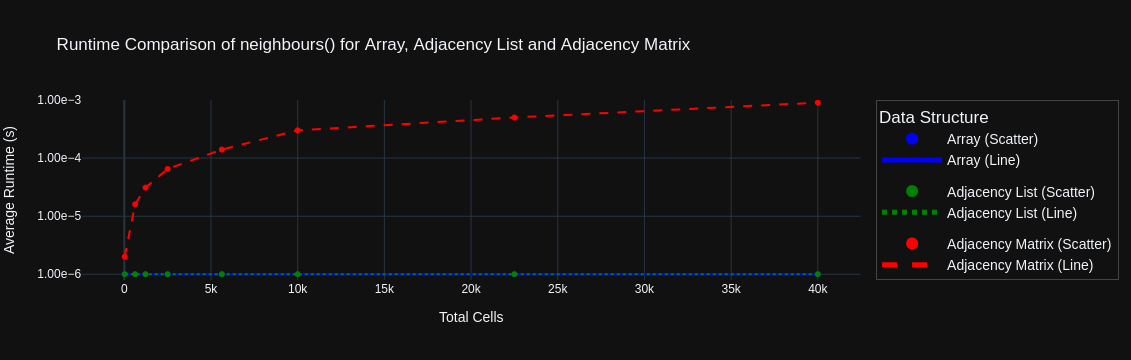 Runtime Comparison of neighbours() for Array, Adjacency List and Adjacency Matrix
Average Runtime (s)
1.00e−3
1.00e−4
1.00e−5
1.00e−6
0 5k 10k 15k 20k 25k 30k 35k 40k
Total Cells
Data Structure
Array (Scatter)
Array (Line)
Adjacency List (Scatter)
Adjacency List (Line)
Adjacency Matrix (Scatter)
Adjacency Matrix (Line)